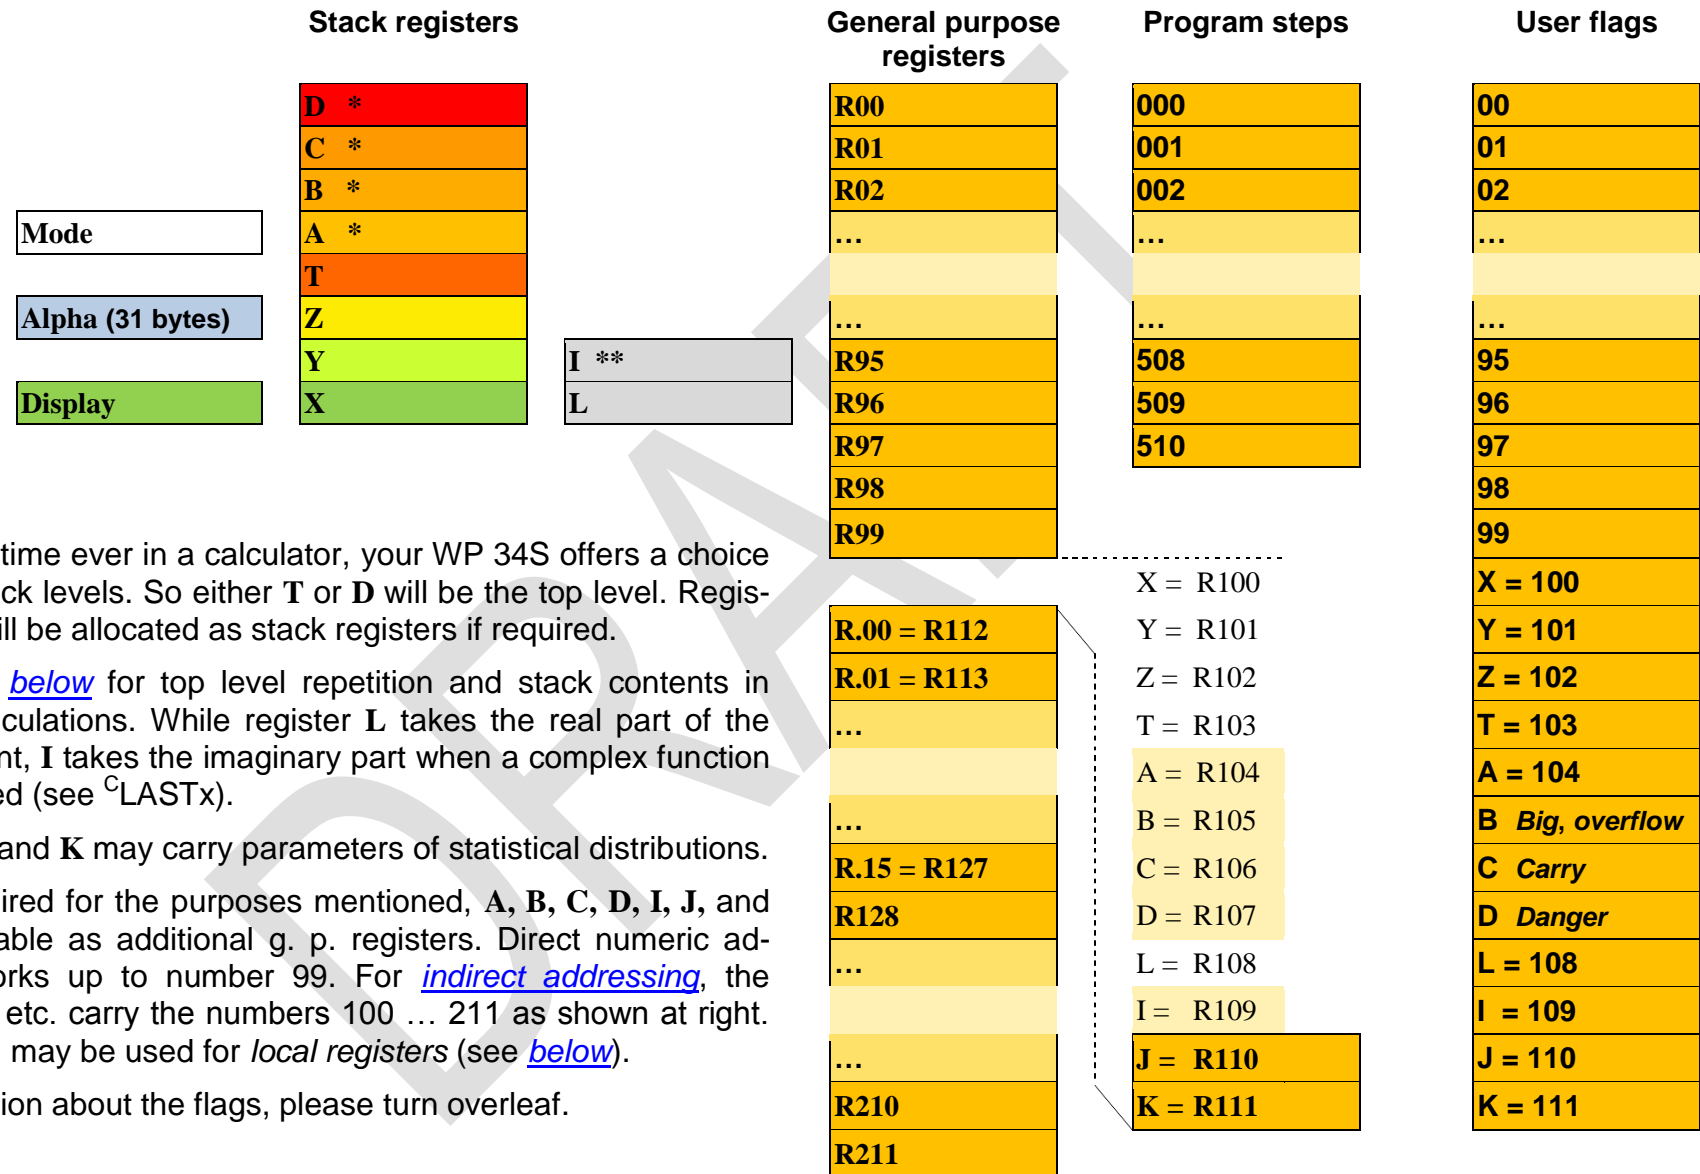 Stack registers
General purpose registers
Program steps
User flags
D *
C *
B *
A *
T
Z
Y
X
Mode
Alpha (31 bytes)
Display
I **
L
R00
R01
R02
…
…
R95
R96
R97
R98
R99
R.00 = R112
R.01 = R113
…
…
R.15 = R127
R128
…
…
R210
R211
000
001
002
…
…
508
509
510
X = R100
Y = R101
Z = R102
T = R103
A = R104
B = R105
C = R106
D = R107
L = R108
I = R109
J = R110
K = R111
00
01
02
…
…
95
96
97
98
99
X = 100
Y = 101
Z = 102
T = 103
A = 104
B Big, overflow
C Carry
D Danger
L = 108
I = 109
J = 110
K = 111
time ever in a calculator, your WP 34S offers a choice
ck levels. So either T or D will be the top level. Regis-
ill be allocated as stack registers if required.
below for top level repetition and stack contents in
culations. While register L takes the real part of the
nt, I takes the imaginary part when a complex function
ed (see CLASTx).
and K may carry parameters of statistical distributions.
ired for the purposes mentioned, A, B, C, D, I, J, and
able as additional g. p. registers. Direct numeric ad-
orks up to number 99. For indirect addressing, the
etc. carry the numbers 100 … 211 as shown at right.
may be used for local registers (see below).
tion about the flags, please turn overleaf.
DRAFT